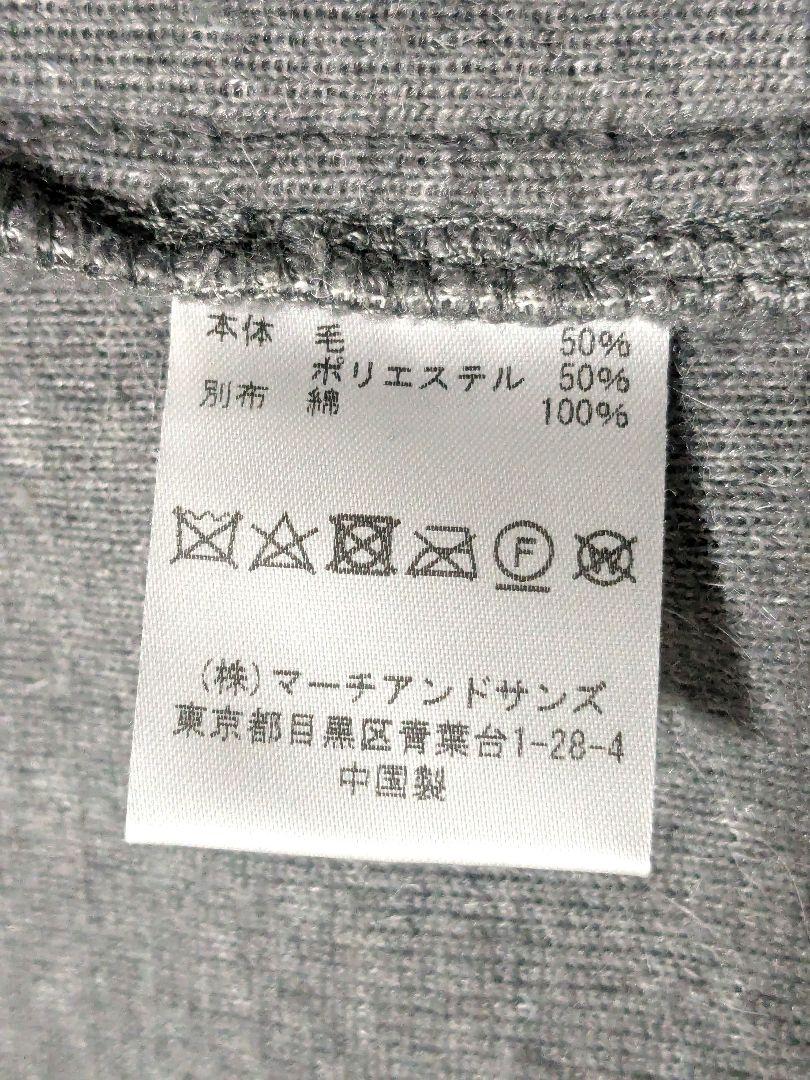 本体 毛 50%
ポリエステル 50%
別布 綿 100%
F W
(株)マーチアンドサンズ
東京都目黒区青葉台1-28-4
中国製